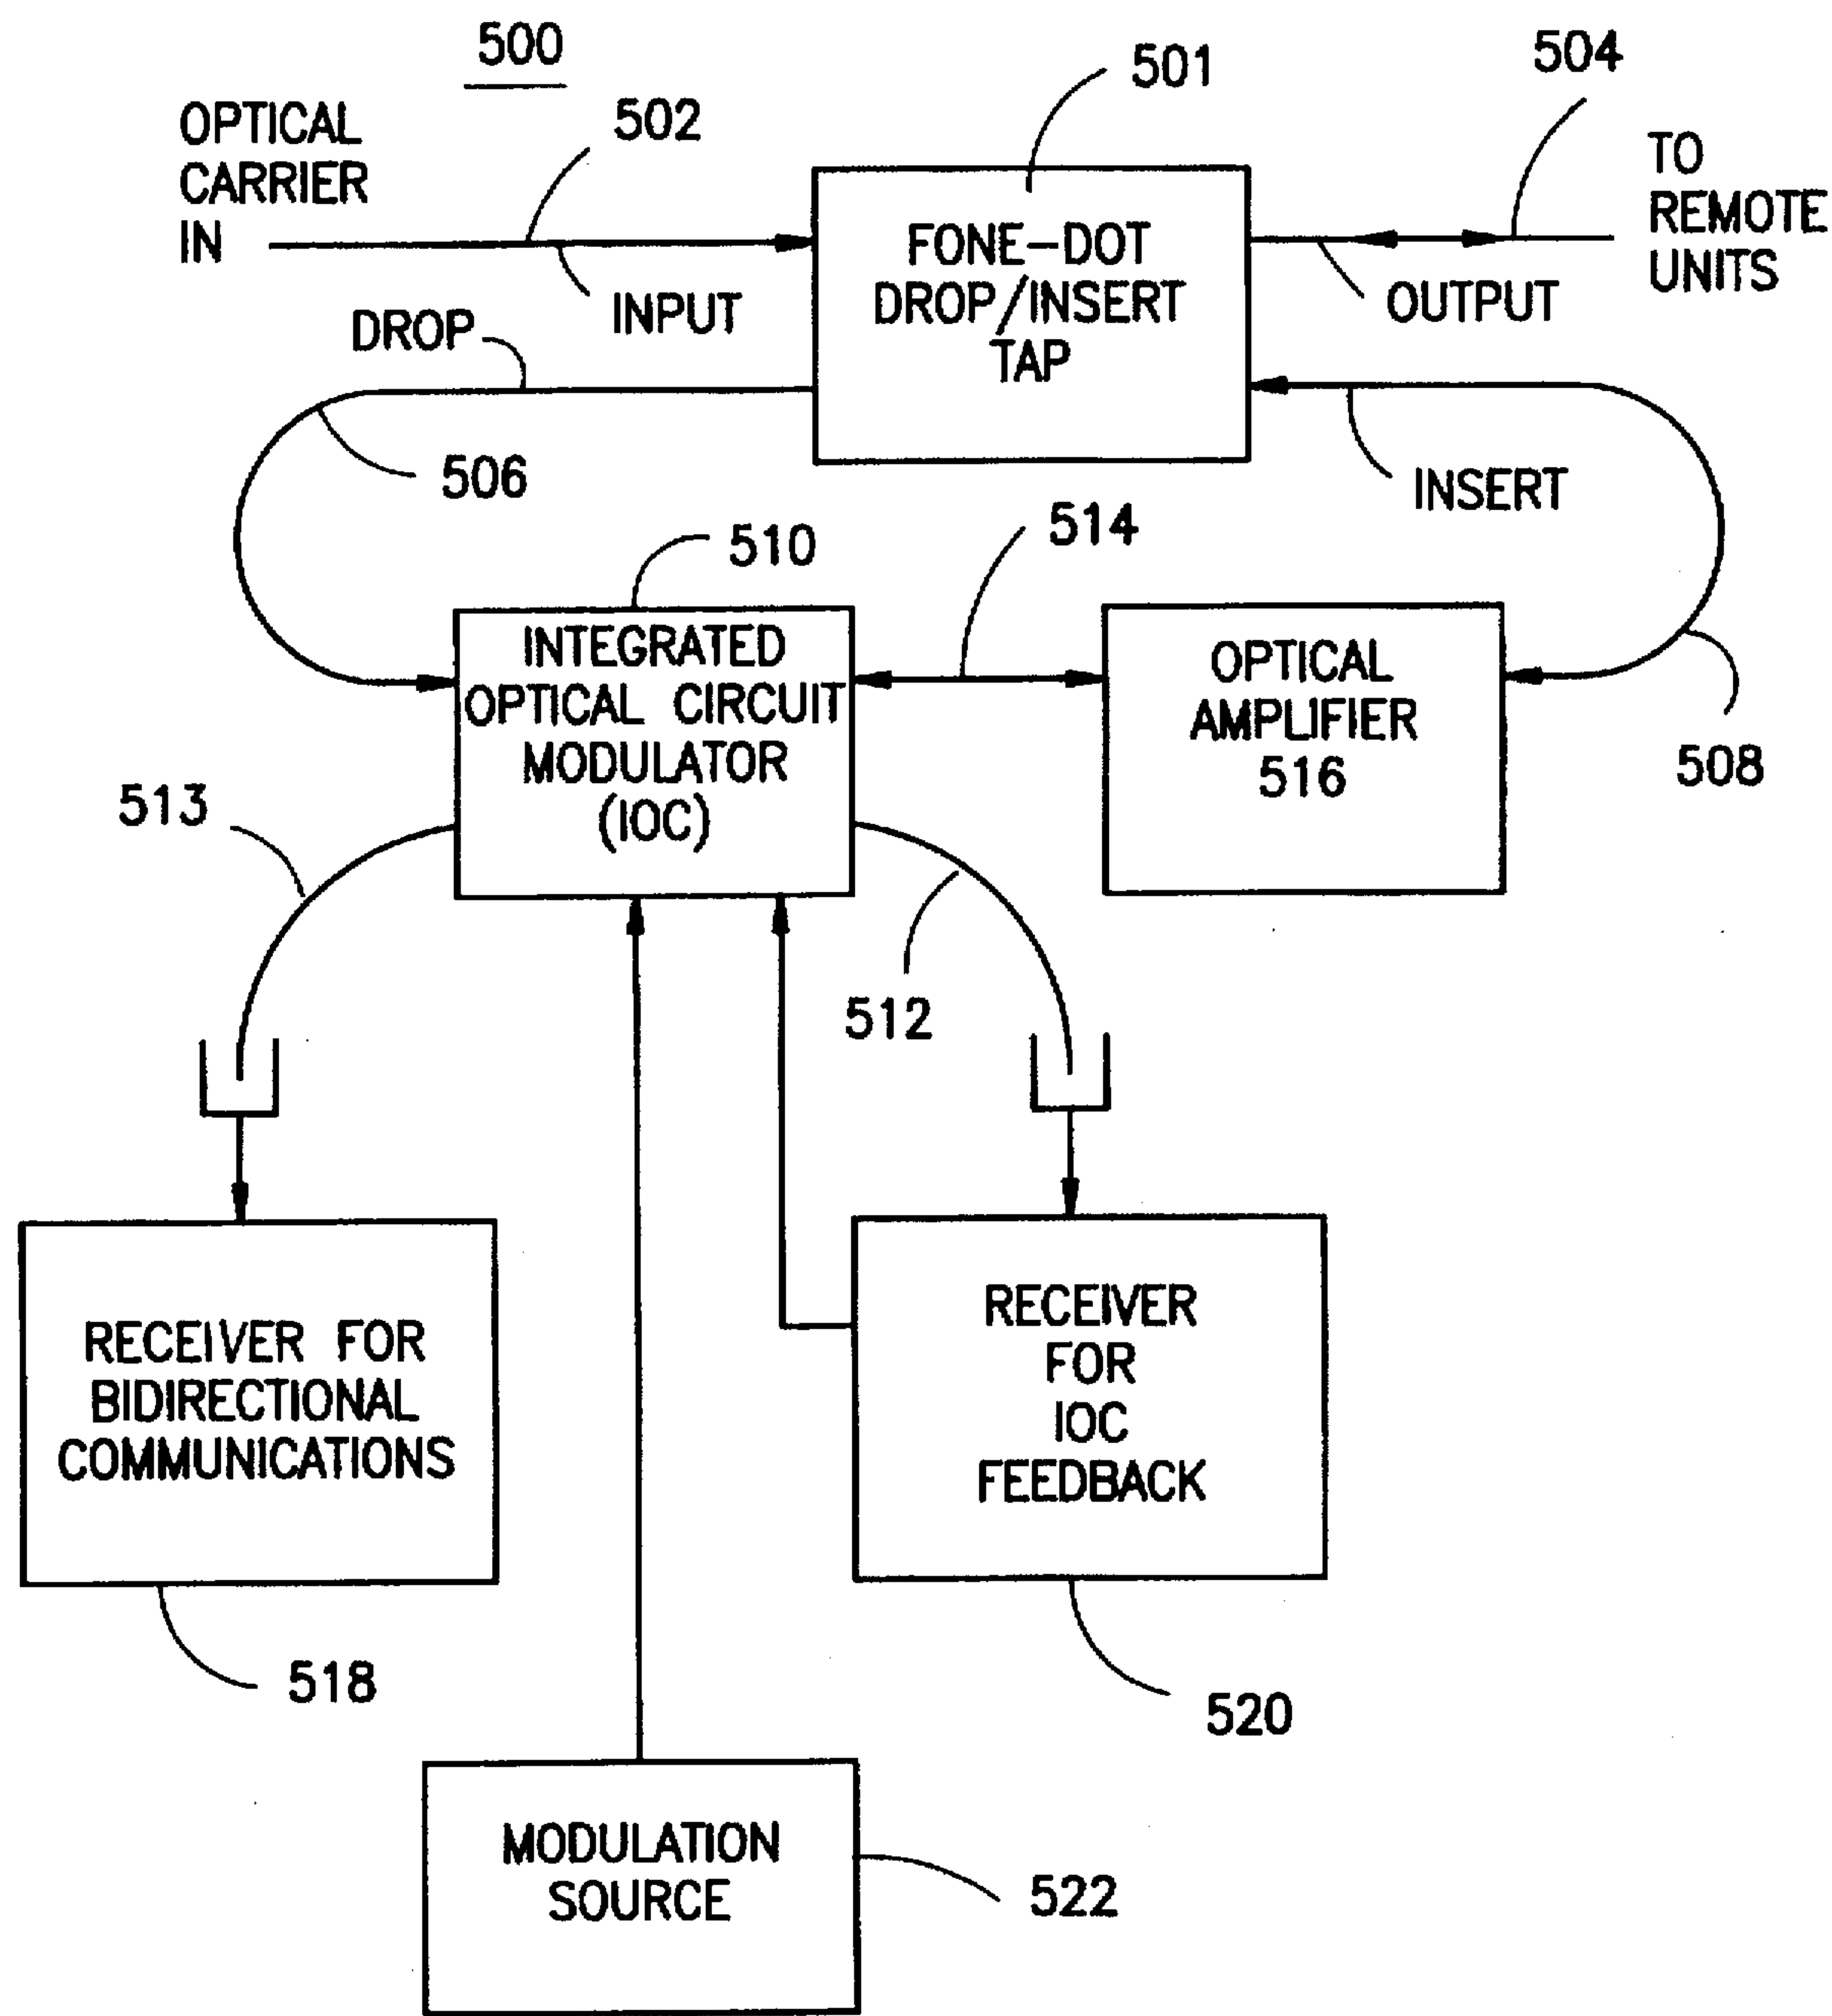 500
OPTICAL
CARRIER
IN
502
INPUT
501
504
TO
REMOTE
UNITS
FONE-DOT
DROP/INSERT
TAP
OUTPUT
DROP
506
INSERT
510
514
INTEGRATED
OPTICAL CIRCUIT
MODULATOR
(IOC)
OPTICAL
AMPLIFIER
516
508
513
512
RECEIVER FOR
BIDIRECTIONAL
COMMUNICATIONS
RECEIVER
FOR
IOC
FEEDBACK
518
520
MODULATION
SOURCE
522